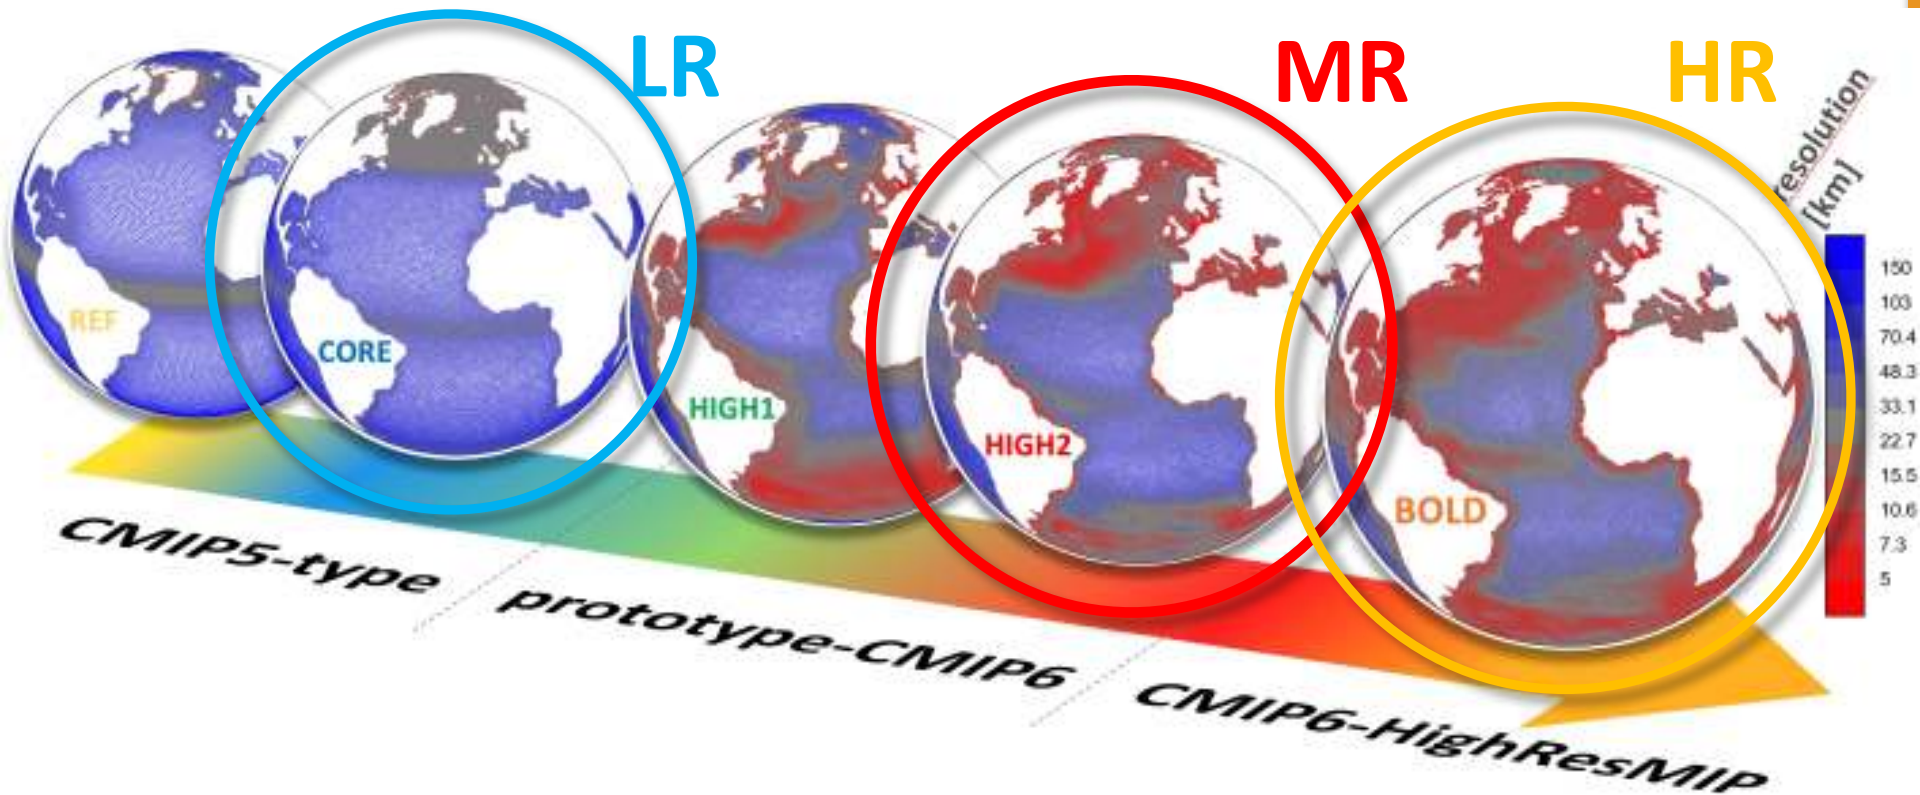 LR
MR
HR
resolution
[km]
REF
CORE
HIGH1
HIGH2
BOLD
150
103
70.4
48.3
33.1
22.7
15.5
10.6
7.3
5
CMIP5-type
prototype-CMIP6
CMIP6-HighResMIP